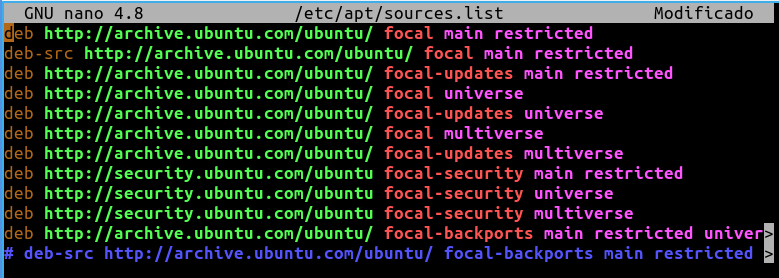 GNU nano 4.8 /etc/apt/sources.list Modificado
deb http://archive.ubuntu.com/ubuntu/ focal main restricted
deb-src http://archive.ubuntu.com/ubuntu/ focal main restricted
deb http://archive.ubuntu.com/ubuntu/ focal-updates main restricted
deb http://archive.ubuntu.com/ubuntu/ focal universe
deb http://archive.ubuntu.com/ubuntu/ focal-updates universe
deb http://archive.ubuntu.com/ubuntu/ focal multiverse
deb http://archive.ubuntu.com/ubuntu/ focal-updates multiverse
deb http://security.ubuntu.com/ubuntu focal-security main restricted
deb http://security.ubuntu.com/ubuntu focal-security universe
deb http://security.ubuntu.com/ubuntu focal-security multiverse
deb http://archive.ubuntu.com/ubuntu/ focal-backports main restricted univer>
# deb-src http://archive.ubuntu.com/ubuntu/ focal-backports main restricted >